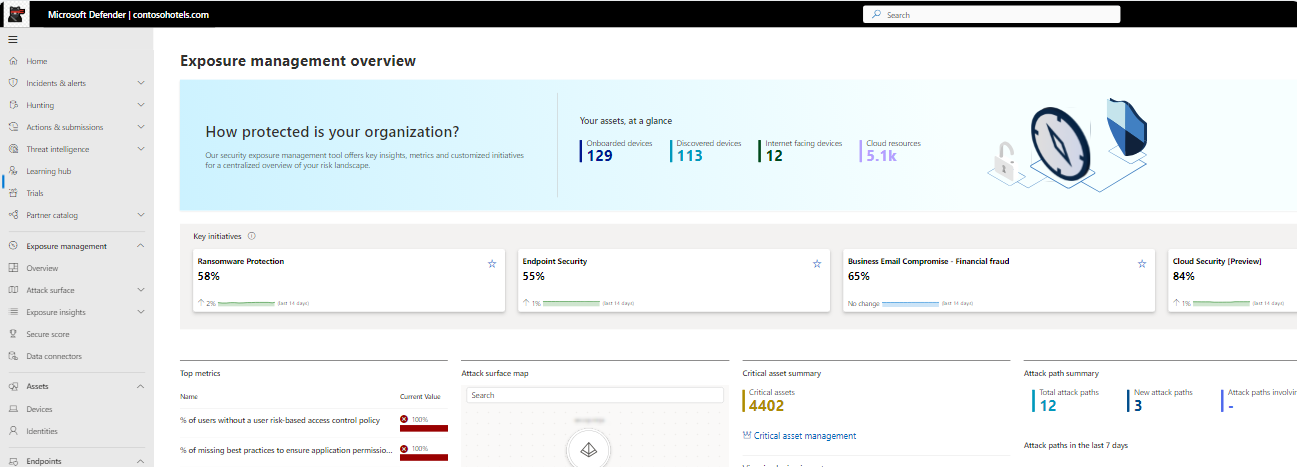 Microsoft Defender | contosohotels.com
Search
Home
Incidents & alerts
Hunting
Actions & submissions
Threat intelligence
Learning hub
Trials
Partner catalog
Exposure management
Overview
Attack surface
Exposure insights
Secure score
Data connectors
Assets
Devices
Identities
Endpoints
Exposure management overview
How protected is your organization?
Our security exposure management tool offers key insights, metrics and customized initiatives
for a centralized overview of your risk landscape.
Your assets, at a glance
Onboarded devices
129
Discovered devices
113
Internet facing devices
12
Cloud resources
5.1k
Key initiatives
Ransomware Protection
58%
2% (last 14 days)
Endpoint Security
55%
1% (last 14 days)
Business Email Compromise - Financial fraud
65%
No change (last 14 days)
Cloud Security [Preview]
84%
1% (last 14 days)
Top metrics
Name Current Value
% of users without a user risk-based access control policy 100%
% of missing best practices to ensure application permissio... 100%
Attack surface map
Search
Critical asset summary
Critical assets
4402
Critical asset management
Attack path summary
Total attack paths
12
New attack paths
3
Attack paths involvin
-
Attack paths in the last 7 days